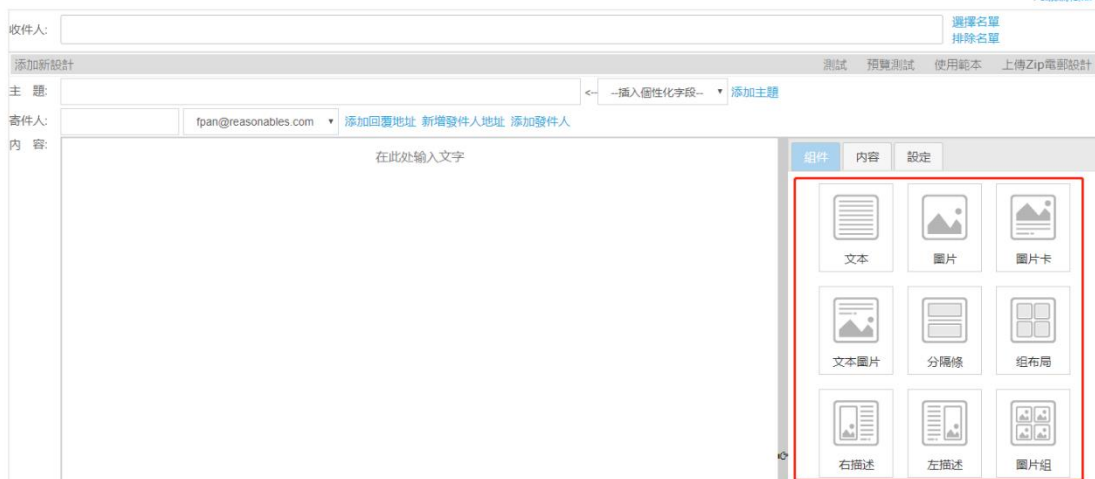 收件人:
選擇名單
排除名單
添加新設計 測試 預覽測試 使用範本 上傳Zip電郵設計
主 題: <-- --插入個性化字段-- 添加主題
寄件人: fpan@reasonables.com 添加回覆地址 新增發件人地址 添加發件人
內 容: 在此处输入文字
組件 內容 設定
文本 圖片 圖片卡
文本圖片 分隔條 组布局
右描述 左描述 圖片組